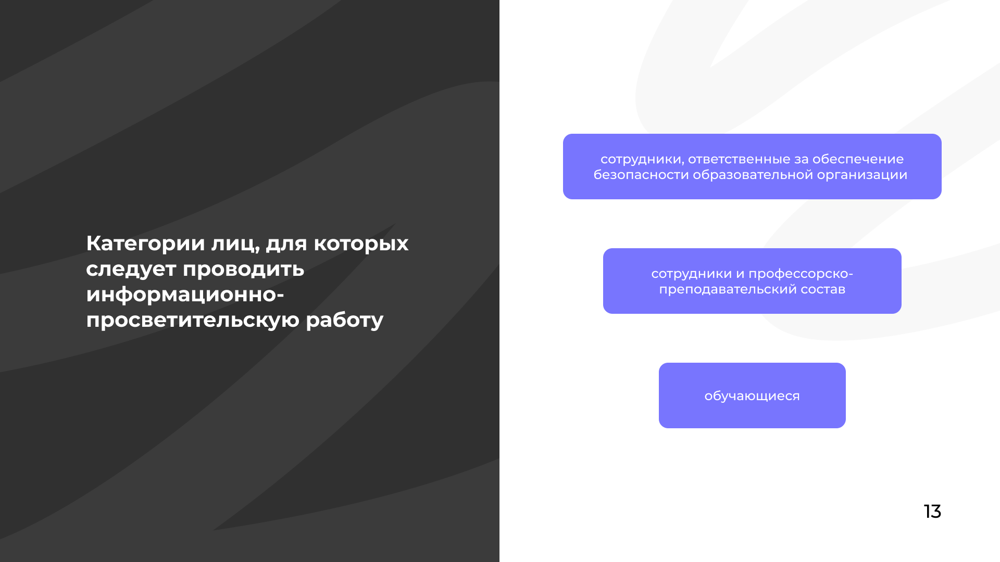 Категории лиц, для которых
следует проводить
информационно-
просветительскую работу
сотрудники, ответственные за обеспечение
безопасности образовательной организации
сотрудники и профессорско-
преподавательский состав
обучающиеся
13